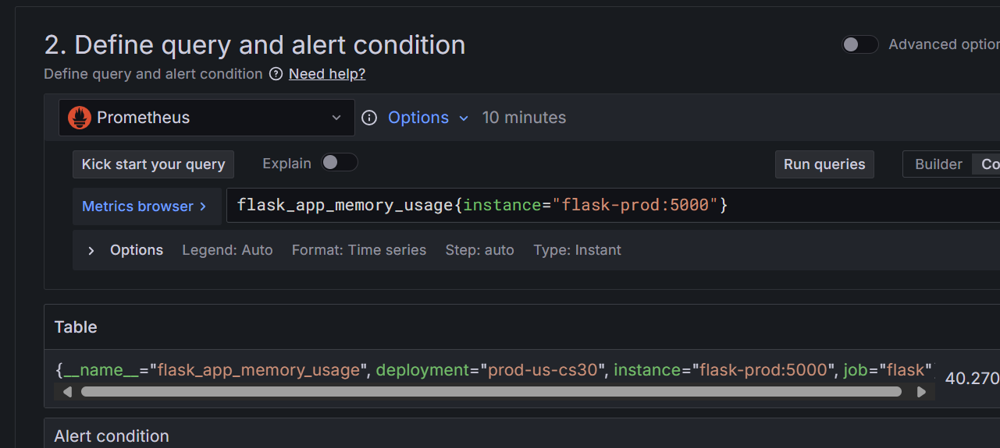 2. Define query and alert condition
Advanced option
Define query and alert condition Need help?
Prometheus Options 10 minutes
Kick start your query Explain Run queries Builder Co
Metrics browser > flask_app_memory_usage{instance="flask-prod:5000"}
> Options Legend: Auto Format: Time series Step: auto Type: Instant
Table
{__name__="flask_app_memory_usage", deployment="prod-us-cs30", instance="flask-prod:5000", job="flask"
40.270
Alert condition